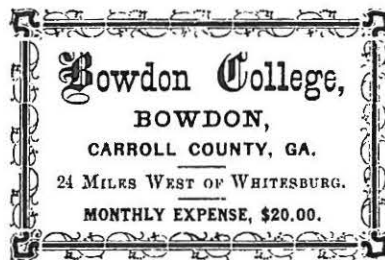 Bowdon College,
BOWDON,
CARROLL COUNTY, GA.
24 MILES WEST OF WHITESBURG.
MONTHLY EXPENSE, $20.00.